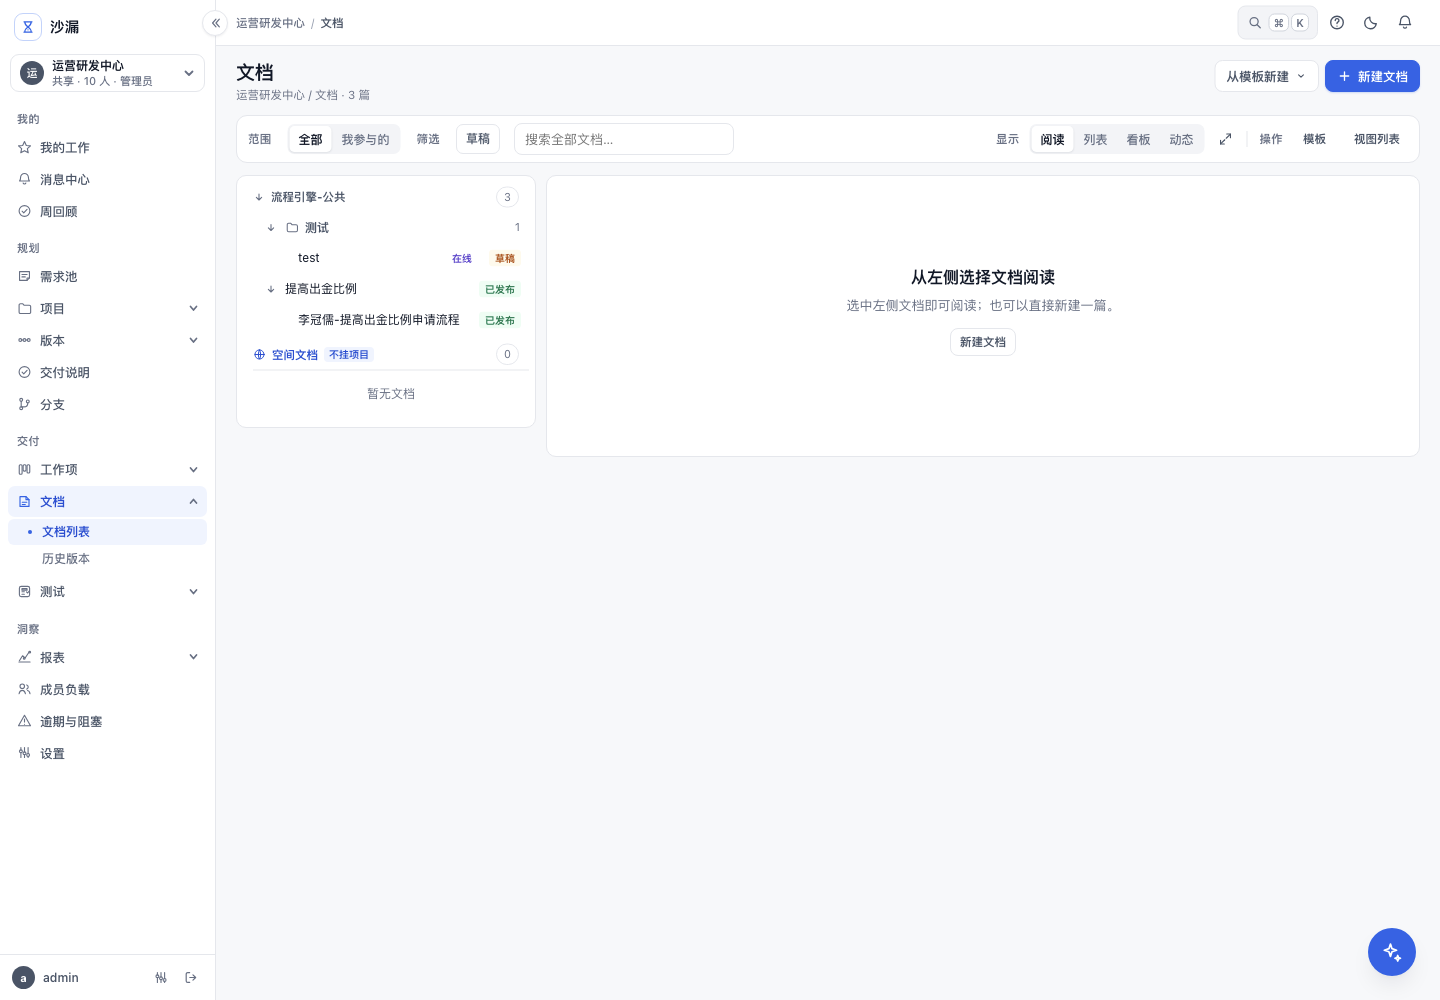 沙漏
运营研发中心 / 文档
⌘ K
运
运营研发中心
共享 · 10 人 · 管理员
我的
我的工作
消息中心
周回顾
规划
需求池
项目
版本
交付说明
分支
交付
工作项
文档
文档列表
历史版本
测试
洞察
报表
成员负载
逾期与阻塞
设置
a admin
文档
运营研发中心 / 文档 · 3 篇
从模板新建
新建文档
范围 全部 我参与的 筛选 草稿 搜索全部文档... 显示 阅读 列表 看板 动态 操作 模板 视图列表
流程引擎-公共 3
测试 1
test 在线 草稿
提高出金比例 已发布
李冠儒-提高出金比例申请流程 已发布
空间文档 不挂项目 0
暂无文档
从左侧选择文档阅读
选中左侧文档即可阅读；也可以直接新建一篇。
新建文档